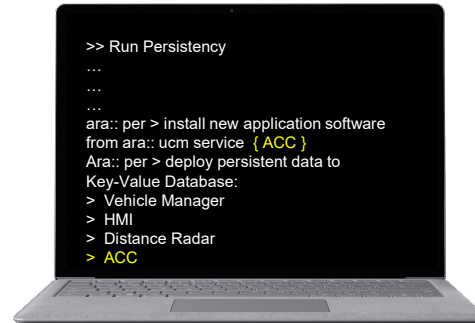 >> Run Persistency
…
…
…
ara:: per > install new application software
from ara:: ucm service { ACC }
Ara:: per > deploy persistent data to
Key-Value Database:
> Vehicle Manager
> HMI
> Distance Radar
> ACC